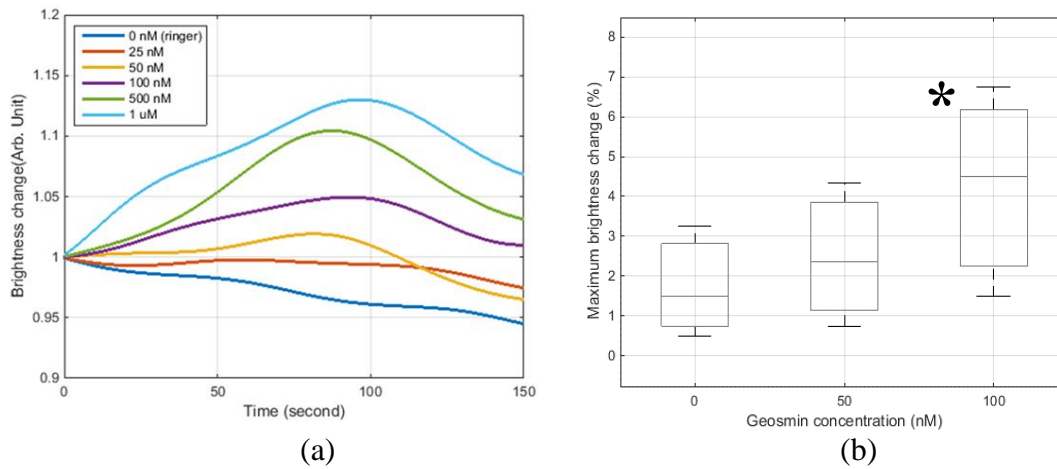 1.2
1.15
1.1
1.05
1
0.95
0.9
Brightness change(Arb. Unit)
0 nM (ringer)
25 nM
50 nM
100 nM
500 nM
1 uM
0
50
100
150
Time (second)
(a)
8
7
6
5
4
3
2
1
0
Maximum brightness change (%)
*
0
50
100
Geosmin concentration (nM)
(b)